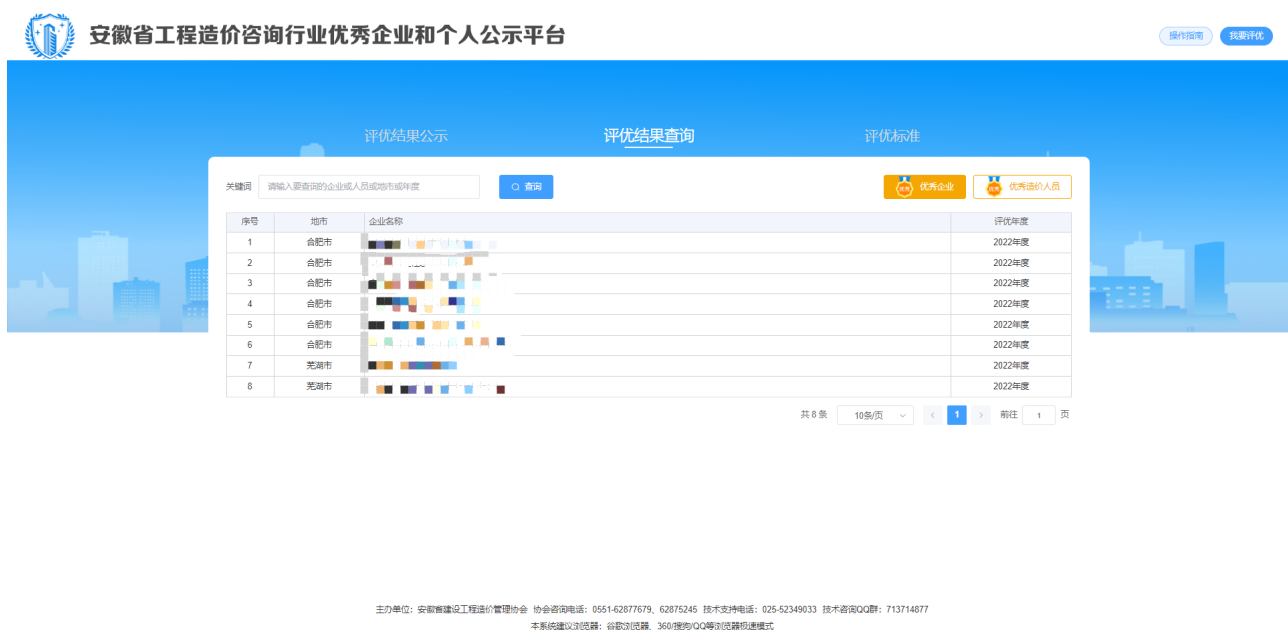 安徽省工程造价咨询行业优秀企业和个人公示平台
操作指南 我要评优
评优结果公示 评优结果查询 评优标准
关键词 请输入要查询的企业或人员或地市或年度 查询 优秀 优秀企业 优秀 优秀造价人员
序号 地市 企业名称 评优年度
1 合肥市 2022年度
2 合肥市 2022年度
3 合肥市 2022年度
4 合肥市 2022年度
5 合肥市 2022年度
6 合肥市 2022年度
7 芜湖市 2022年度
8 芜湖市 2022年度
共 8 条 10条/页 1 前往 1 页
主办单位：安徽省建设工程造价管理协会 协会咨询电话：0551-62877679、62875245 技术支持电话：025-52349033 技术咨询QQ群：713714877
本系统建议浏览器：谷歌浏览器、360/搜狗/QQ等浏览器极速模式